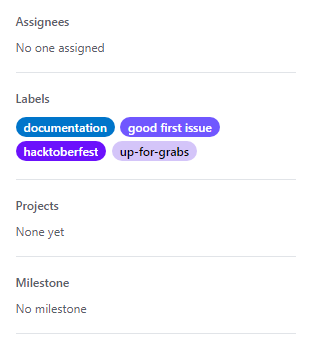 Assignees
No one assigned
Labels
documentation good first issue
hacktoberfest up-for-grabs
Projects
None yet
Milestone
No milestone